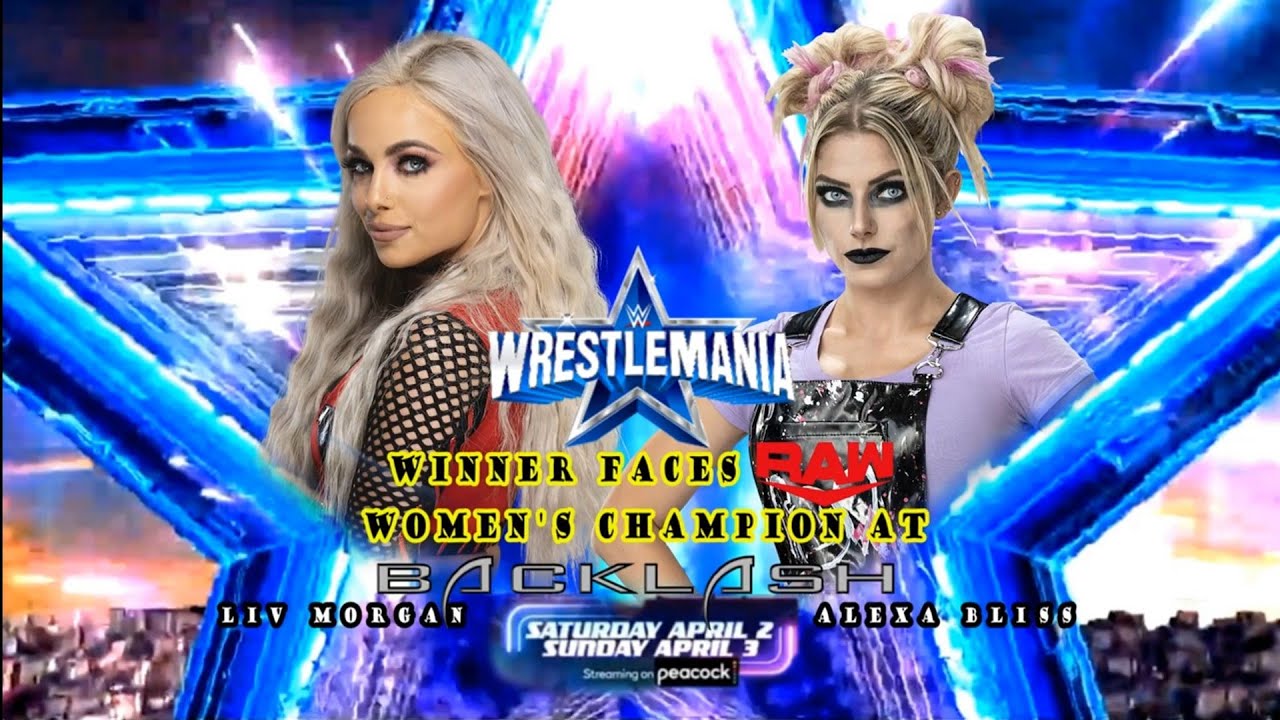 W
WRESTLEMANIA
WINNER FACES RAW
WOMEN'S CHAMPION AT
BACKLASH
LIV MORGAN
ALEXA BLISS
SATURDAY APRIL 2
SUNDAY APRIL 3
Streaming on peacock